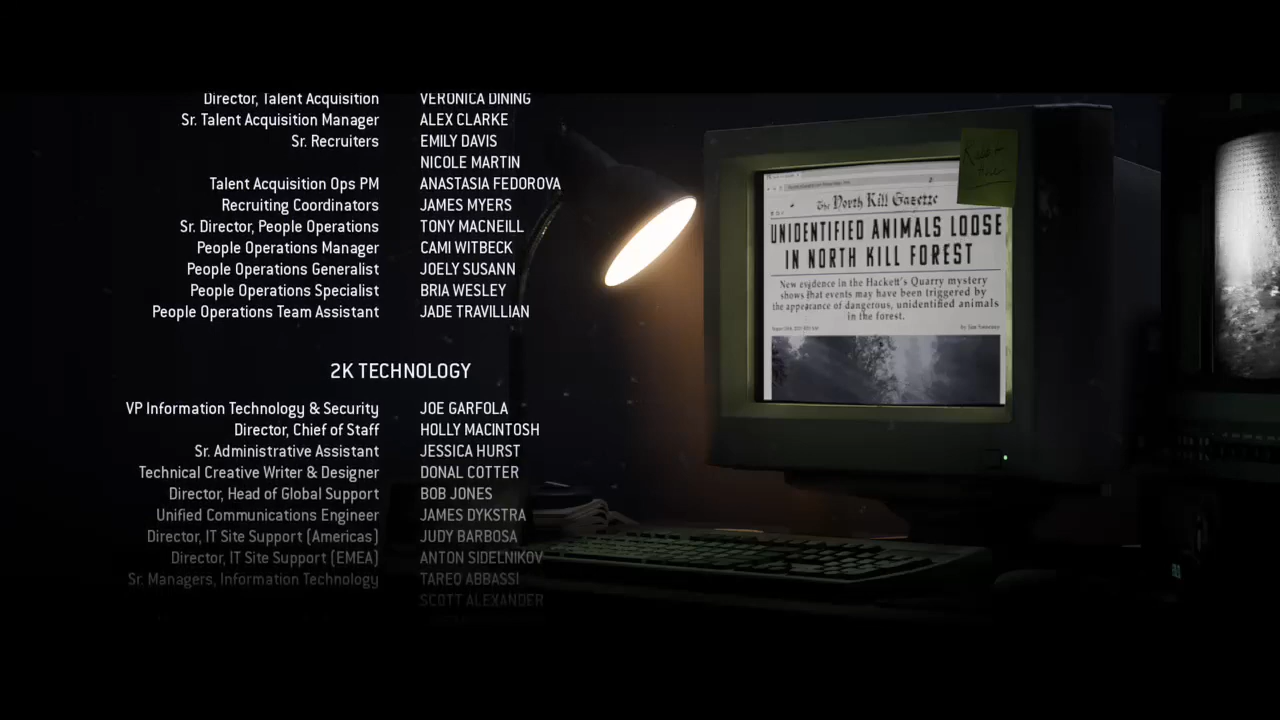 Director, Talent Acquisition VERONICA DINING
Sr. Talent Acquisition Manager ALEX CLARKE
Sr. Recruiters EMILY DAVIS
NICOLE MARTIN
Talent Acquisition Ops PM ANASTASIA FEDOROVA
Recruiting Coordinators JAMES MYERS
Sr. Director, People Operations TONY MACNEILL
People Operations Manager CAMI WITBECK
People Operations Generalist JOELY SUSANN
People Operations Specialist BRIA WESLEY
People Operations Team Assistant JADE TRAVILLIAN
2K TECHNOLOGY
VP Information Technology & Security JOE GARFOLA
Director, Chief of Staff HOLLY MACINTOSH
Sr. Administrative Assistant JESSICA HURST
Technical Creative Writer & Designer DONAL COTTER
Director, Head of Global Support BOB JONES
Unified Communications Engineer JAMES DYKSTRA
Director, IT Site Support (Americas) JUDY BARBOSA
Director, IT Site Support (EMEA) ANTON SIDELNIKOV
Sr. Managers, Information Technology TAREQ ABBASSI
SCOTT ALEXANDER
The North Kill Gazette
UNIDENTIFIED ANIMALS LOOSE
IN NORTH KILL FOREST
New evidence in the Hackett's Quarry mystery
shows that events may have been triggered by
the appearance of dangerous, unidentified animals
in the forest.